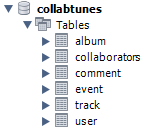 collabtunes
Tables
album
collaborators
comment
event
track
user